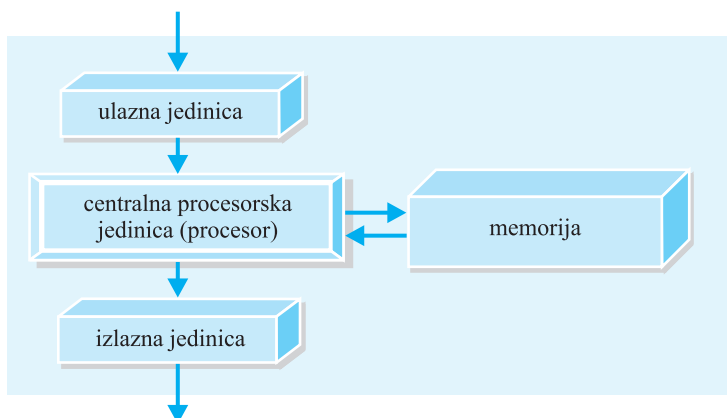 ulazna jedinica
centralna procesorska
jedinica (procesor)
memorija
izlazna jedinica